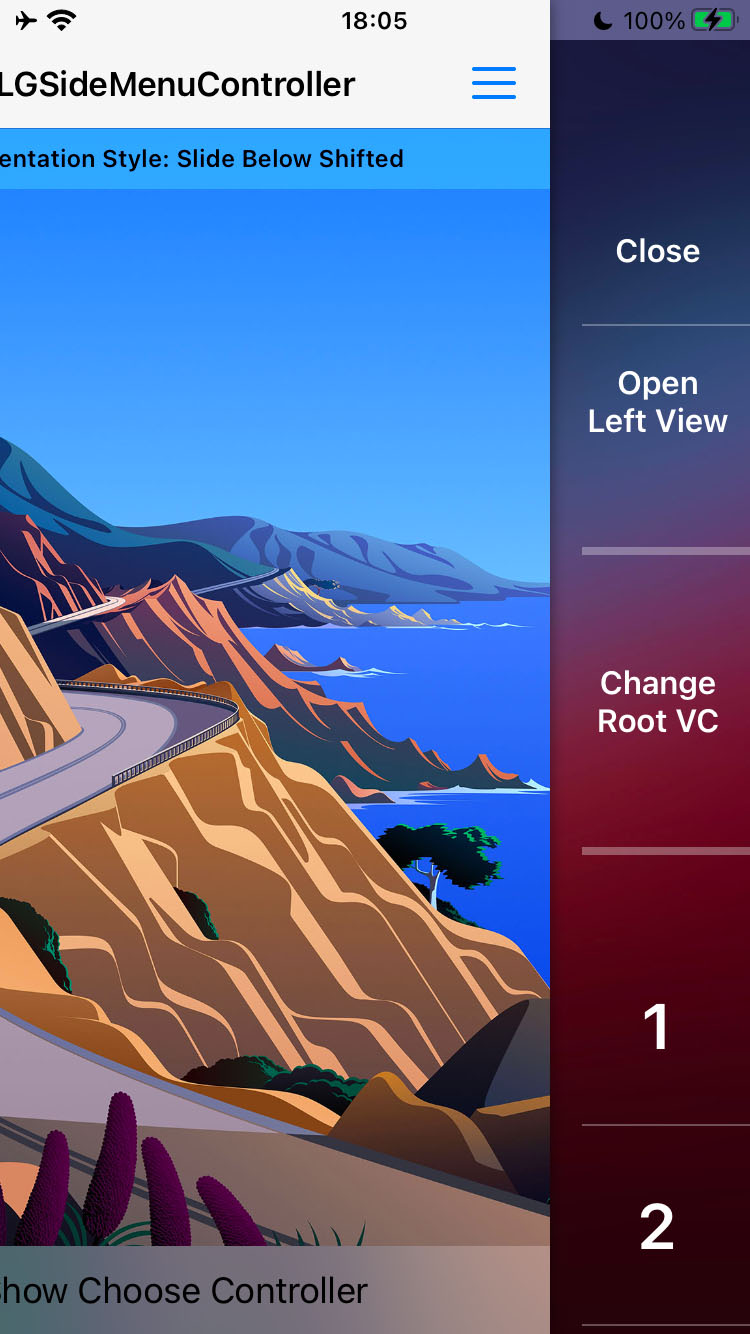 18:05
100%
LGSideMenuController
entation Style: Slide Below Shifted
Close
Open
Left View
Change
Root VC
1
2
how Choose Controller